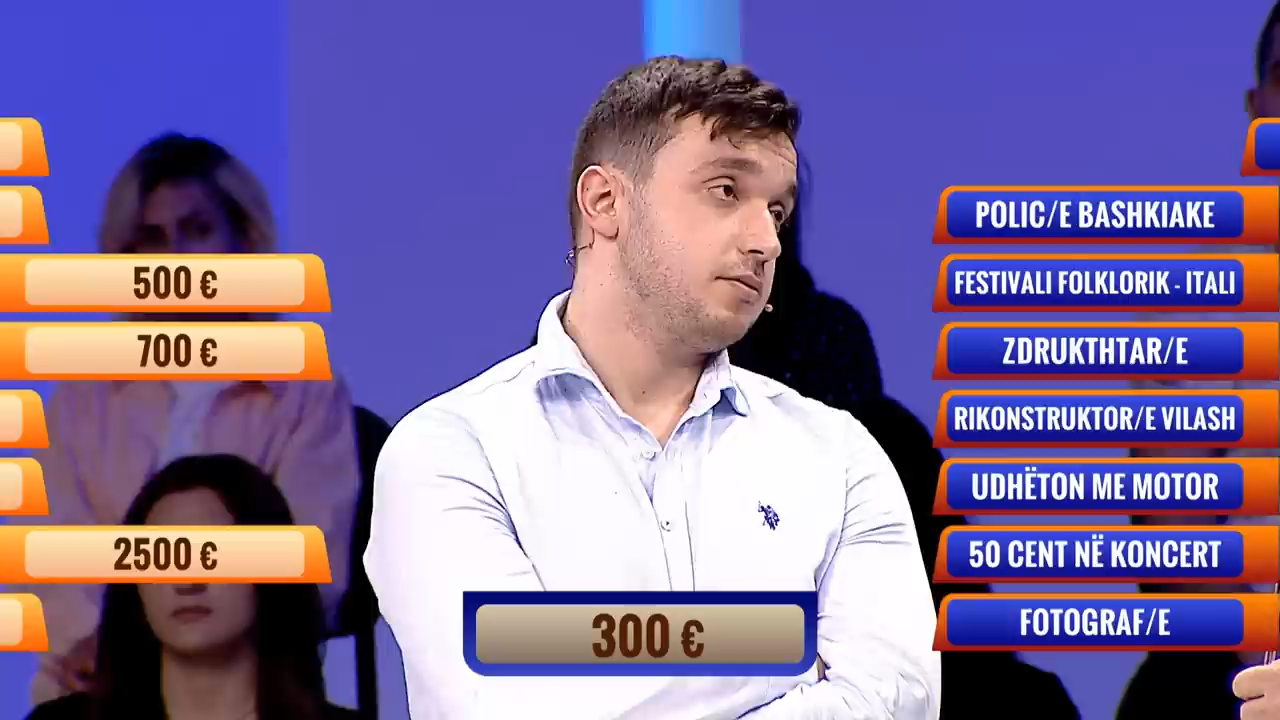 500 €
700 €
2500 €
300 €
POLIC/E BASHKIAKE
FESTIVALI FOLKLORIK - ITALI
ZDRUKTHTAR/E
RIKONSTRUKTOR/E VILASH
UDHËTON ME MOTOR
50 CENT NË KONCERT
FOTOGRAF/E